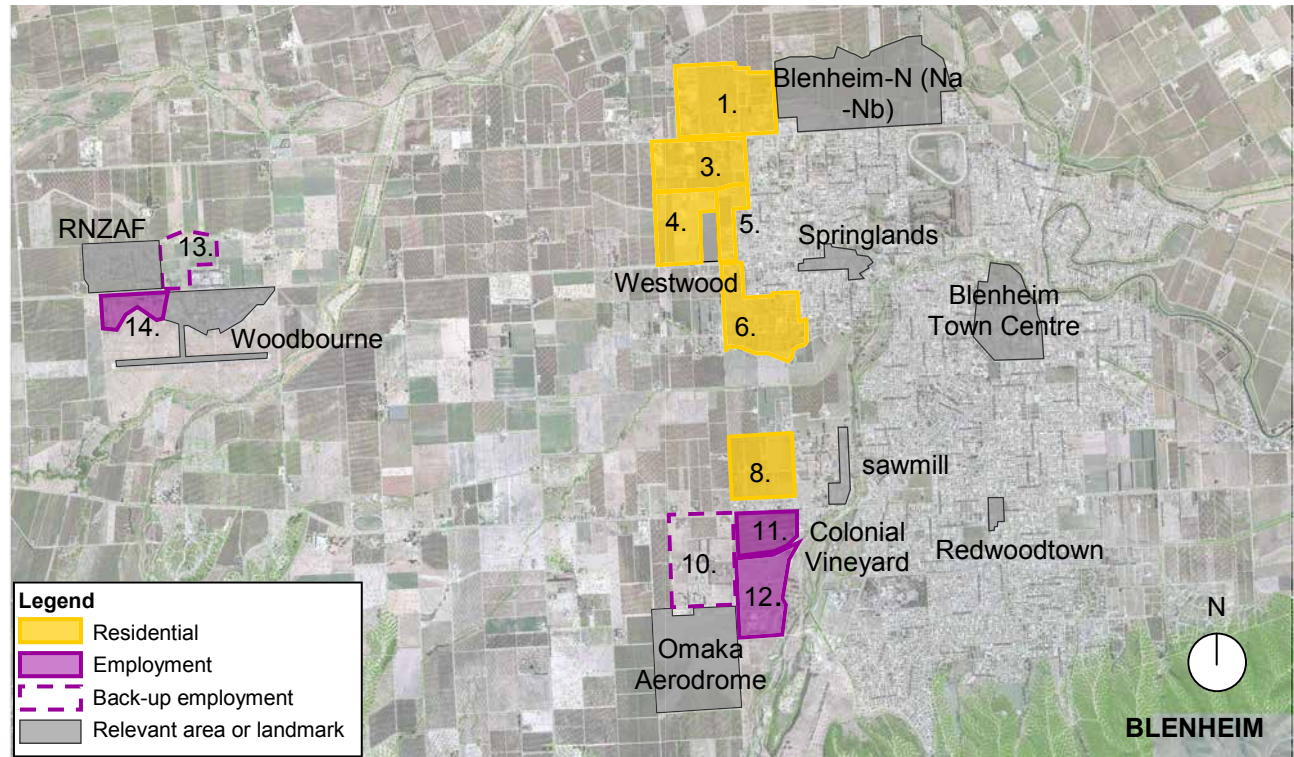 1.
Blenheim-N (Na
-Nb)
3.
4.
5.
RNZAF
13.
Springlands
Westwood
Blenheim
Town Centre
14.
Woodbourne
6.
8.
sawmill
11.
Colonial
Vineyard
Redwoodtown
10.
12.
Omaka
Aerodrome
Legend
Residential
Employment
Back-up employment
Relevant area or landmark
N
BLENHEIM